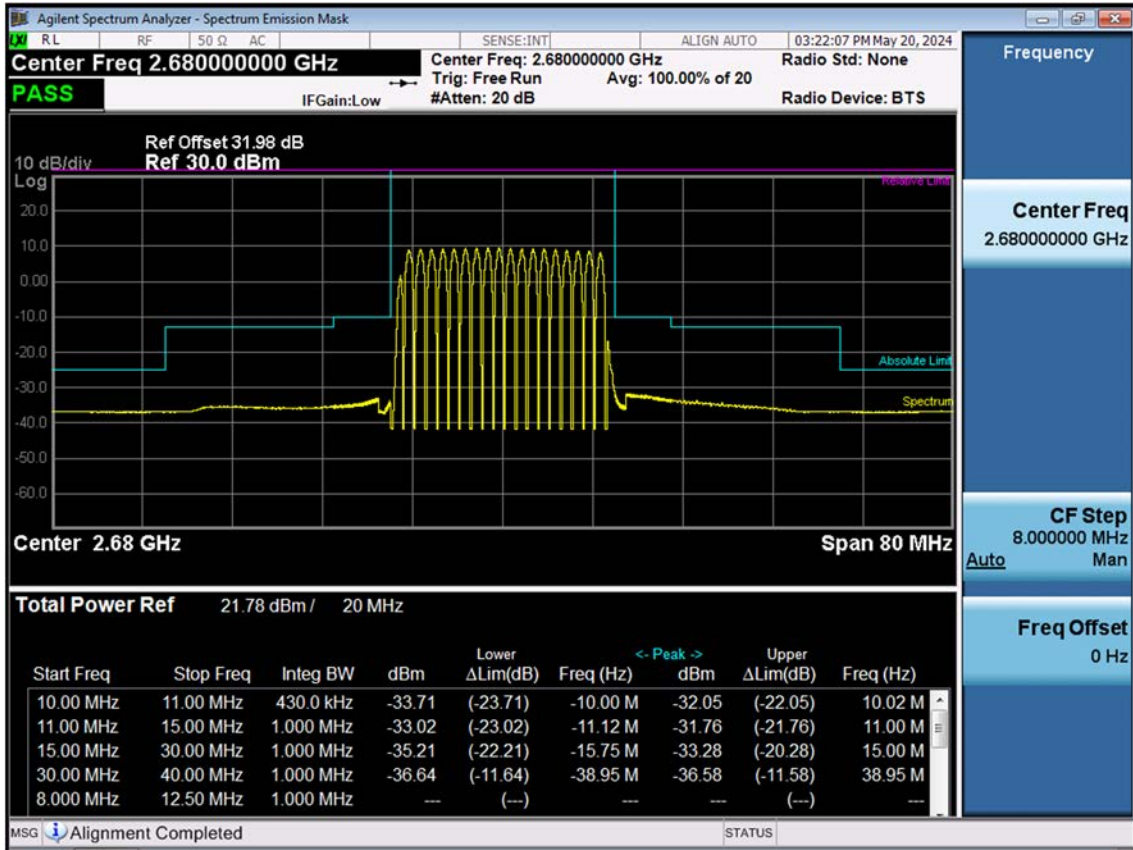 Agilent Spectrum Analyzer - Spectrum Emission Mask
LXI RL RF 50 Ω AC SENSE:INT ALIGN AUTO 03:22:07 PM May 20, 2024
Center Freq 2.680000000 GHz Center Freq: 2.680000000 GHz Radio Std: None
Trig: Free Run Avg: 100.00% of 20
PASS IFGain:Low #Atten: 20 dB Radio Device: BTS
Ref Offset 31.98 dB
10 dB/div Ref 30.0 dBm
Log
Relative Limit
20.0
10.0
0.00
-10.0
-20.0
Absolute Limit
-30.0
Spectrum
-40.0
-50.0
-60.0
Center 2.68 GHz Span 80 MHz
Total Power Ref 21.78 dBm / 20 MHz
Lower <- Peak -> Upper
Start Freq Stop Freq Integ BW dBm ΔLim(dB) Freq (Hz) dBm ΔLim(dB) Freq (Hz)
10.00 MHz 11.00 MHz 430.0 kHz -33.71 (-23.71) -10.00 M -32.05 (-22.05) 10.02 M
11.00 MHz 15.00 MHz 1.000 MHz -33.02 (-23.02) -11.12 M -31.76 (-21.76) 11.00 M
15.00 MHz 30.00 MHz 1.000 MHz -35.21 (-22.21) -15.75 M -33.28 (-20.28) 15.00 M
30.00 MHz 40.00 MHz 1.000 MHz -36.64 (-11.64) -38.95 M -36.58 (-11.58) 38.95 M
8.000 MHz 12.50 MHz 1.000 MHz --- (---) --- --- (---) ---
MSG Alignment Completed STATUS
Frequency
Center Freq
2.680000000 GHz
CF Step
8.000000 MHz
Auto Man
Freq Offset
0 Hz